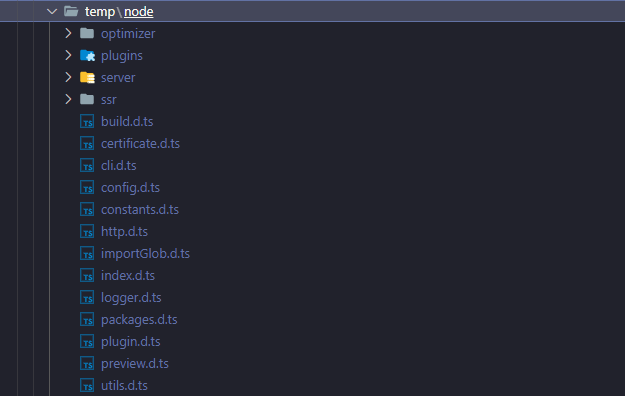 temp\node
optimizer
plugins
server
ssr
TS build.d.ts
TS certificate.d.ts
TS cli.d.ts
TS config.d.ts
TS constants.d.ts
TS http.d.ts
TS importGlob.d.ts
TS index.d.ts
TS logger.d.ts
TS packages.d.ts
TS plugin.d.ts
TS preview.d.ts
TS utils.d.ts